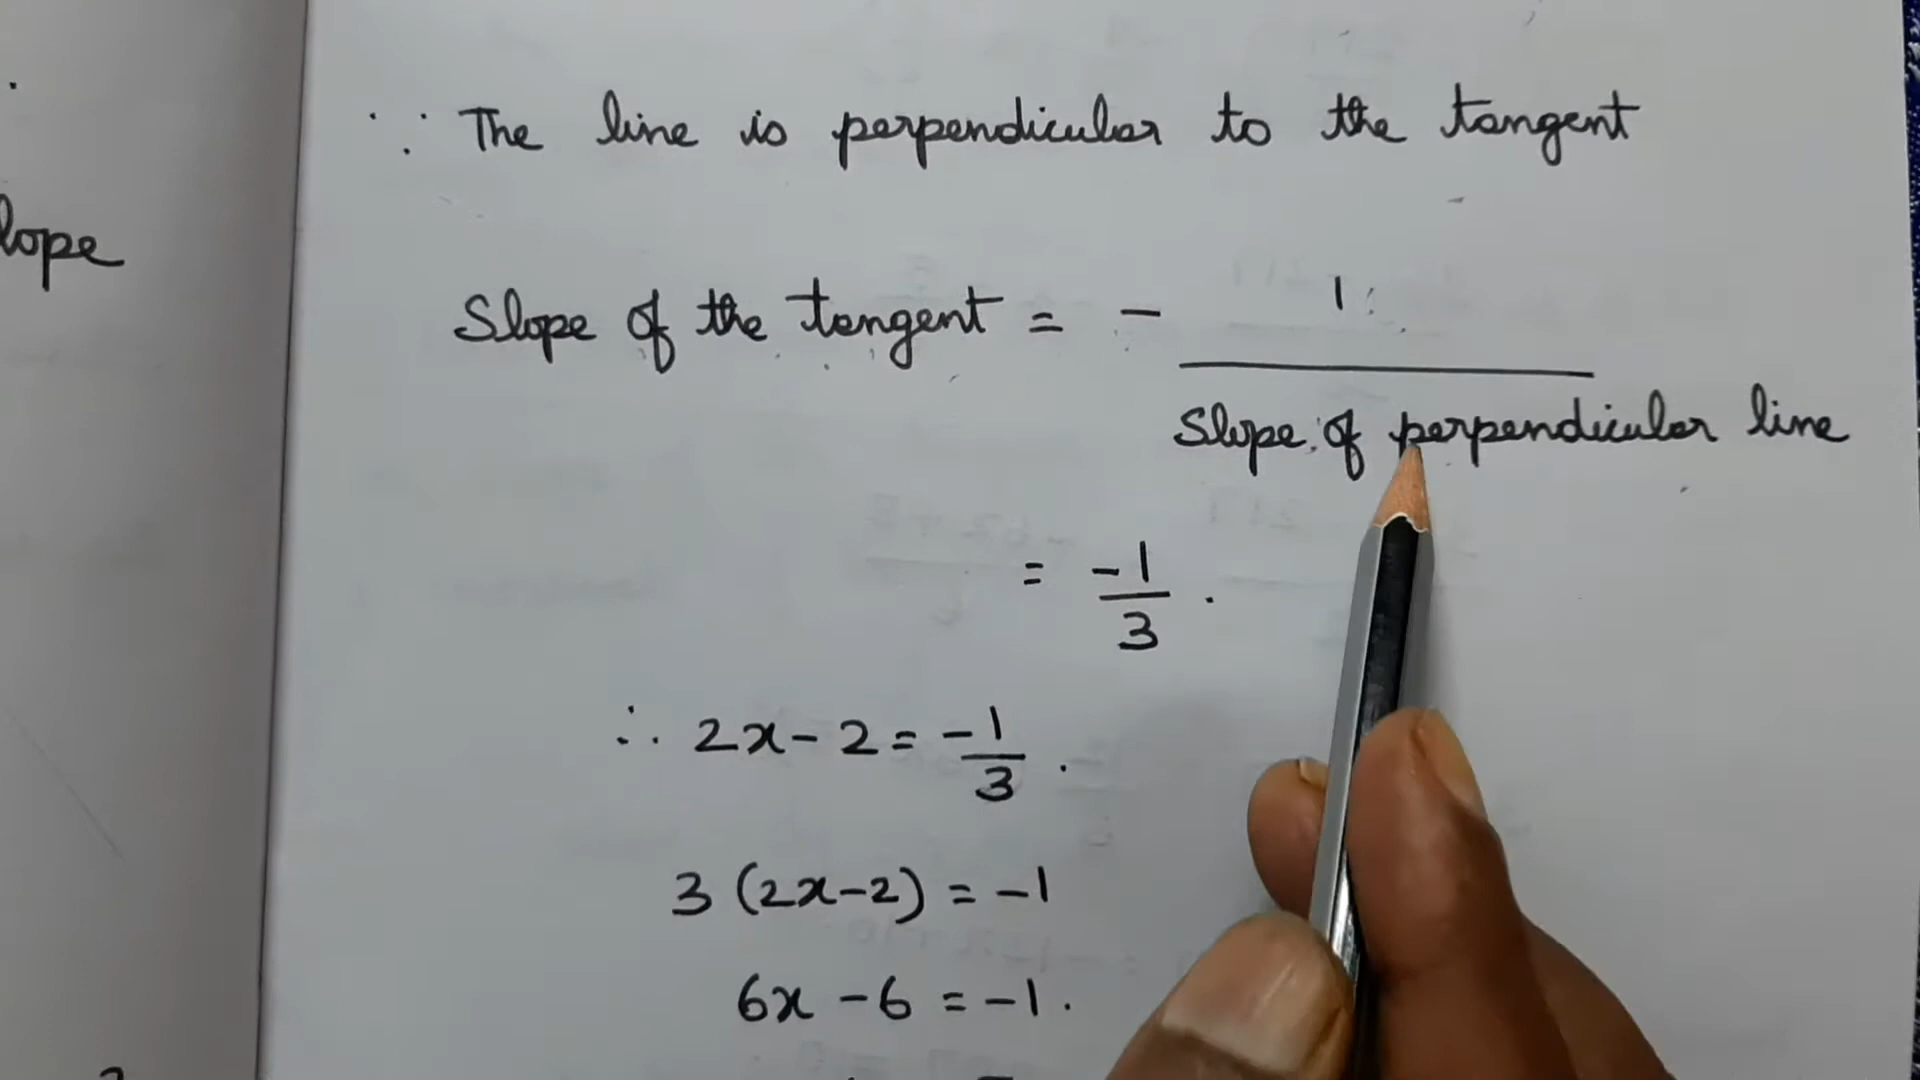 lope
∵ The line is perpendicular to the tangent
Slope of the tangent = - 1 / Slope of perpendicular line
= -1/3 .
∴ 2x - 2 = -1/3 .
3 (2x-2) = -1
6x - 6 = -1 .